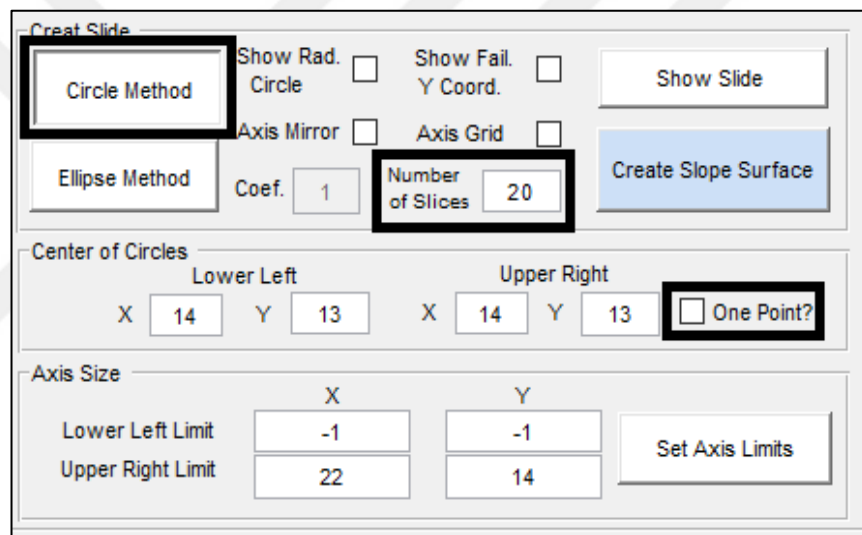 Creat Slide
Circle Method
Show Rad.
Circle
Show Fail.
Y Coord.
Show Slide
Axis Mirror
Axis Grid
Ellipse Method
Coef. 1
Number
of Slices 20
Create Slope Surface
Center of Circles
Lower Left Upper Right
X 14 Y 13 X 14 Y 13 One Point?
Axis Size
X Y
Lower Left Limit -1 -1
Upper Right Limit 22 14
Set Axis Limits